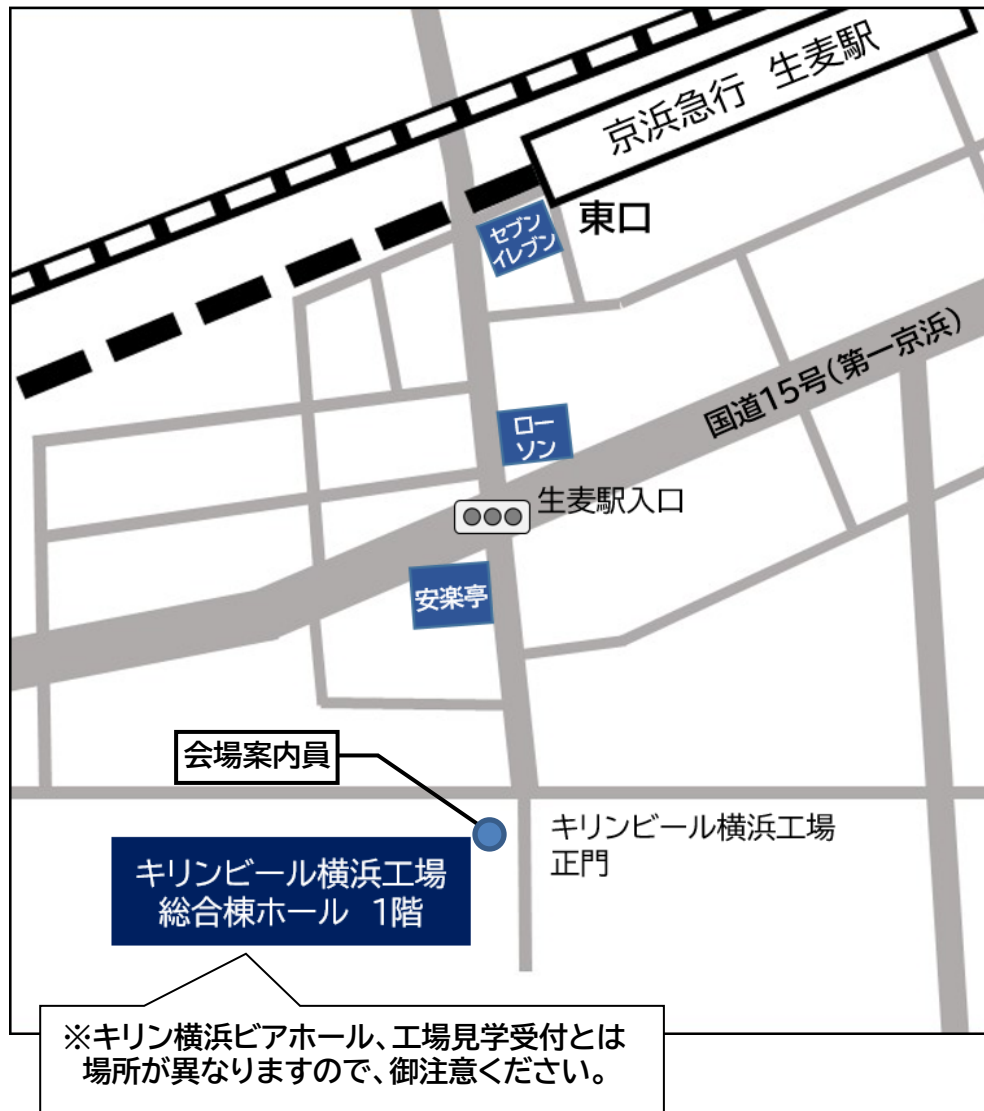 京浜急行 生麦駅
東口
セブン
イレブン
国道15号(第一京浜)
ロー
ソン
生麦駅入口
安楽亭
会場案内員
キリンビール横浜工場
正門
キリンビール横浜工場
総合棟ホール 1階
※キリン横浜ビアホール、工場見学受付とは
場所が異なりますので、御注意ください。